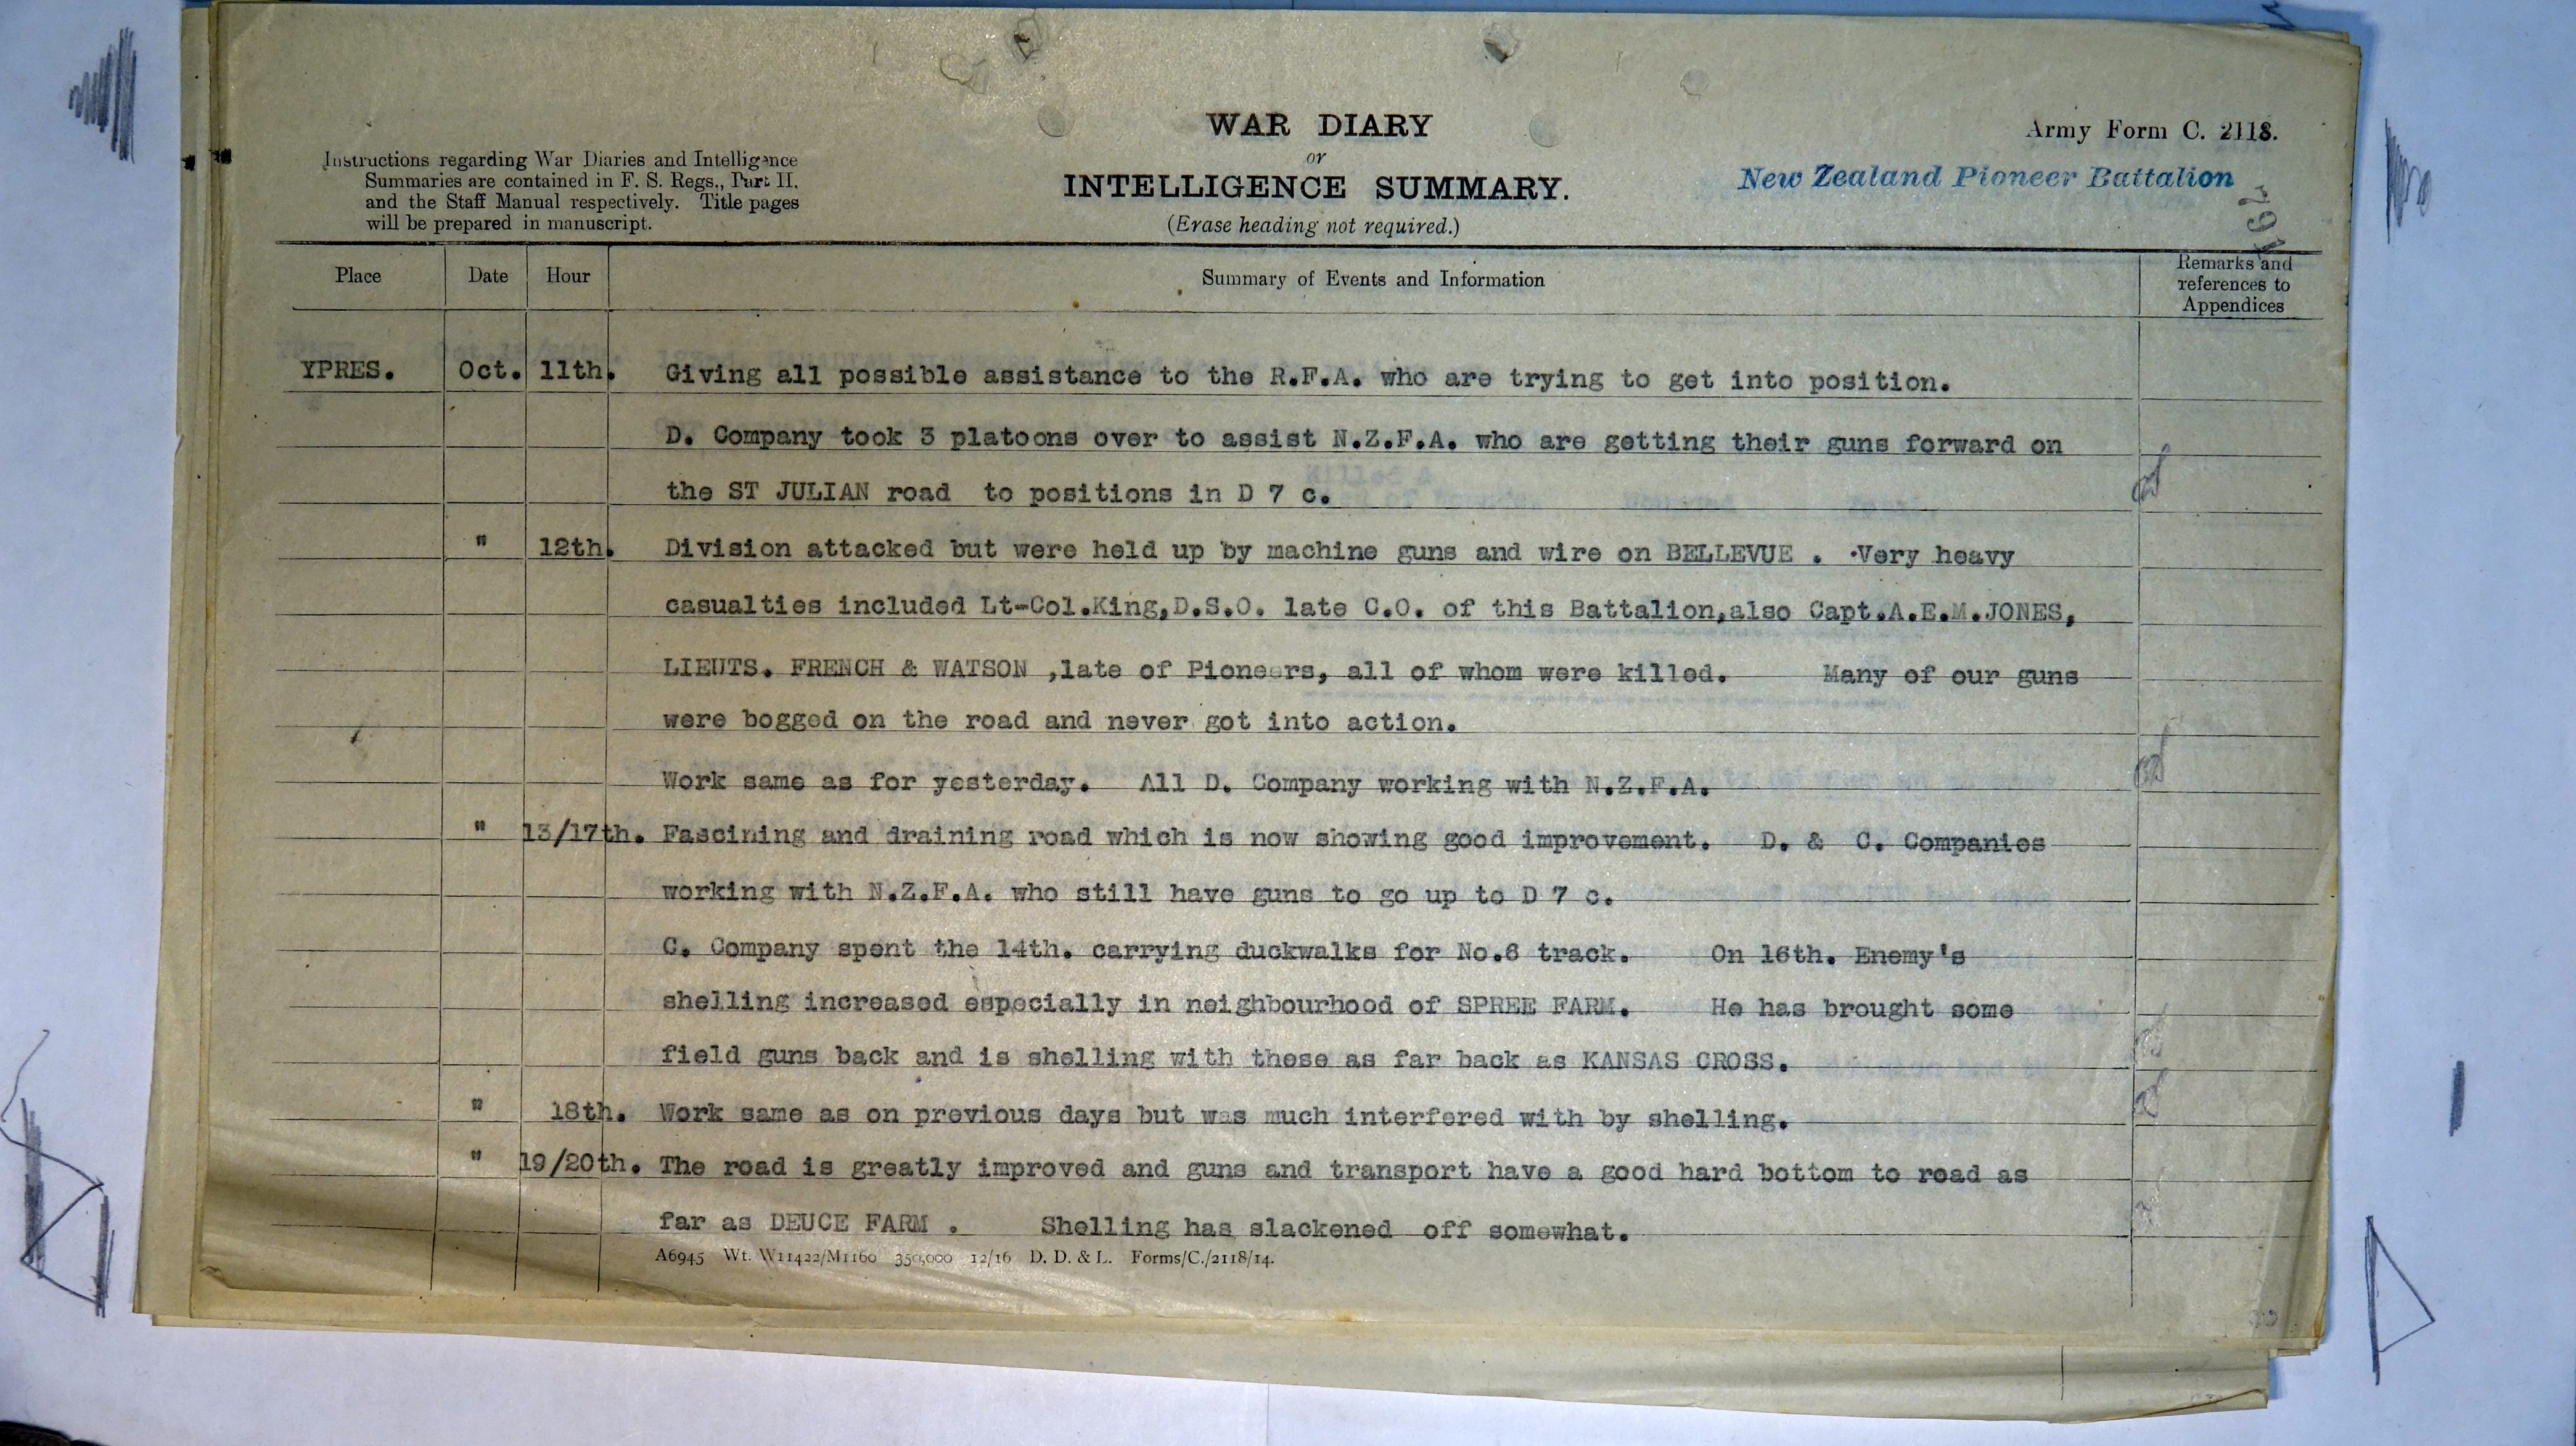 WAR DIARY
or
INTELLIGENCE SUMMARY.
(Erase heading not required.)
Instructions regarding War Diaries and Intelligence
Summaries are contained in F. S. Regs., Part II.
and the Staff Manual respectively. Title pages
will be prepared in manuscript.
Army Form C. 2118.
New Zealand Pioneer Battalion
Place Date Hour Summary of Events and Information Remarks and
references to
Appendices
YPRES. Oct. 11th. Giving all possible assistance to the R.F.A. who are trying to get into position.
D. Company took 3 platoons over to assist N.Z.F.A. who are getting their guns forward on
the ST JULIAN road to positions in D 7 c.
" 12th. Division attacked but were held up by machine guns and wire on BELLEVUE . Very heavy
casualties included Lt-Col.King,D.S.O. late C.O. of this Battalion,also Capt.A.E.M.JONES,
LIEUTS. FRENCH & WATSON ,late of Pioneers, all of whom were killed. Many of our guns
were bogged on the road and never got into action.
Work same as for yesterday. All D. Company working with N.Z.F.A.
" 13/17th. Fascining and draining road which is now showing good improvement. D. & C. Companies
working with N.Z.F.A. who still have guns to go up to D 7 c.
C. Company spent the 14th. carrying duckwalks for No.6 track. On 16th. Enemy's
shelling increased especially in neighbourhood of SPREE FARM. He has brought some
field guns back and is shelling with these as far back as KANSAS CROSS.
" 18th. Work same as on previous days but was much interfered with by shelling.
" 19/20th. The road is greatly improved and guns and transport have a good hard bottom to road as
far as DEUCE FARM . Shelling has slackened off somewhat.
A6945 Wt. W11422/M1160 350,000 12/16 D. D. & L. Forms/C./2118/14.